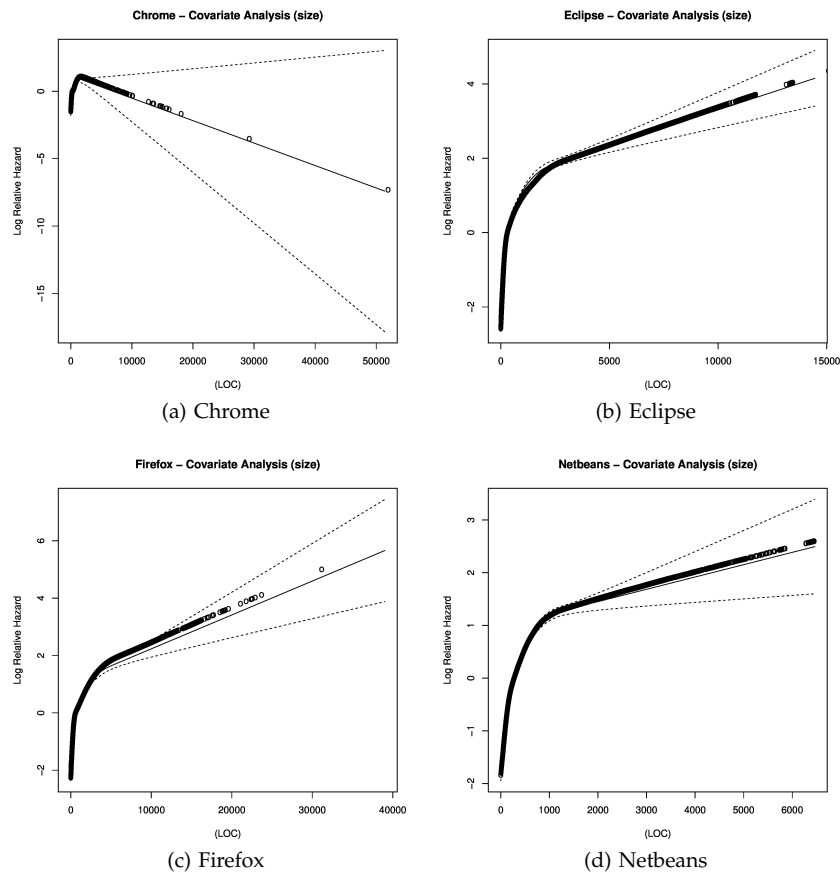 Chrome – Covariate Analysis (size)
Log Relative Hazard
0
−5
−10
−15
0 10000 20000 30000 40000 50000
(LOC)
(a) Chrome
Eclipse – Covariate Analysis (size)
Log Relative Hazard
4
2
0
−2
0 5000 10000 15000
(LOC)
(b) Eclipse
Firefox – Covariate Analysis (size)
Log Relative Hazard
6
4
2
0
−2
0 10000 20000 30000 40000
(LOC)
(c) Firefox
Netbeans – Covariate Analysis (size)
Log Relative Hazard
3
2
1
0
−1
−2
0 1000 2000 3000 4000 5000 6000
(LOC)
(d) Netbeans